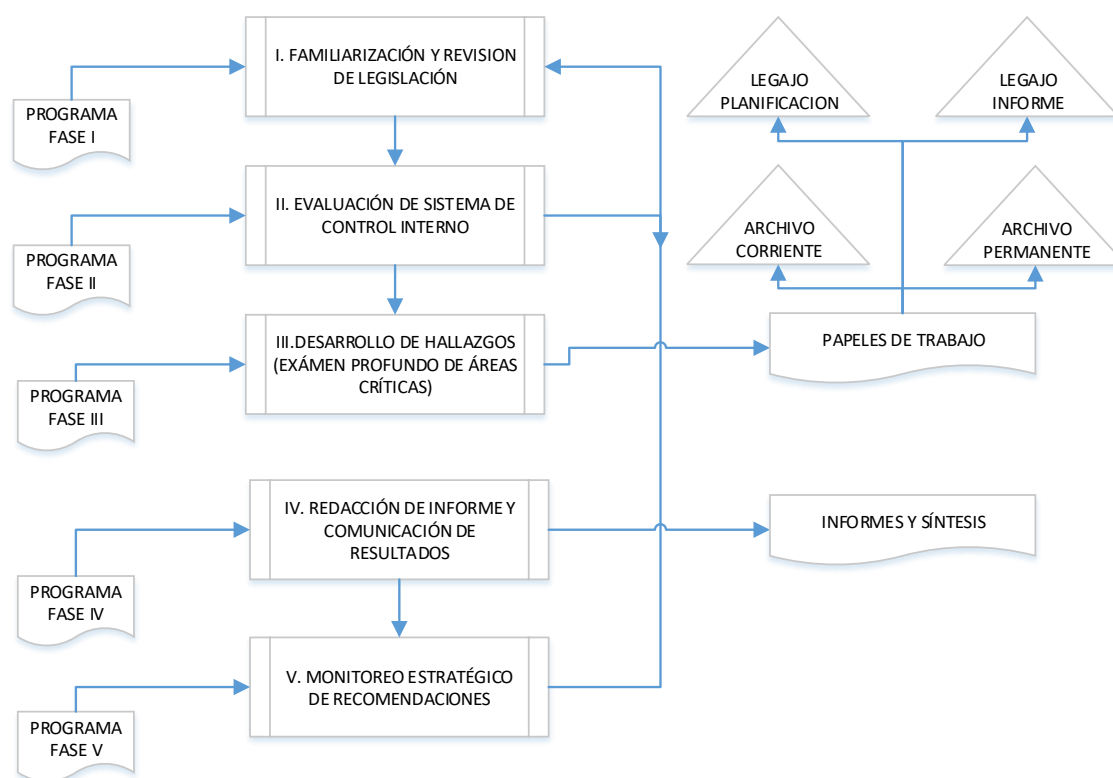 I. FAMILIARIZACIÓN Y REVISION
DE LEGISLACIÓN
PROGRAMA
FASE I
LEGAJO
PLANIFICACION
LEGAJO
INFORME
II. EVALUACIÓN DE SISTEMA DE
CONTROL INTERNO
PROGRAMA
FASE II
ARCHIVO
CORRIENTE
ARCHIVO
PERMANENTE
III.DESARROLLO DE HALLAZGOS
(EXÁMEN PROFUNDO DE ÁREAS
CRÍTICAS)
PROGRAMA
FASE III
PAPELES DE TRABAJO
IV. REDACCIÓN DE INFORME Y
COMUNICACIÓN DE
RESULTADOS
PROGRAMA
FASE IV
INFORMES Y SÍNTESIS
V. MONITOREO ESTRATÉGICO
DE RECOMENDACIONES
PROGRAMA
FASE V